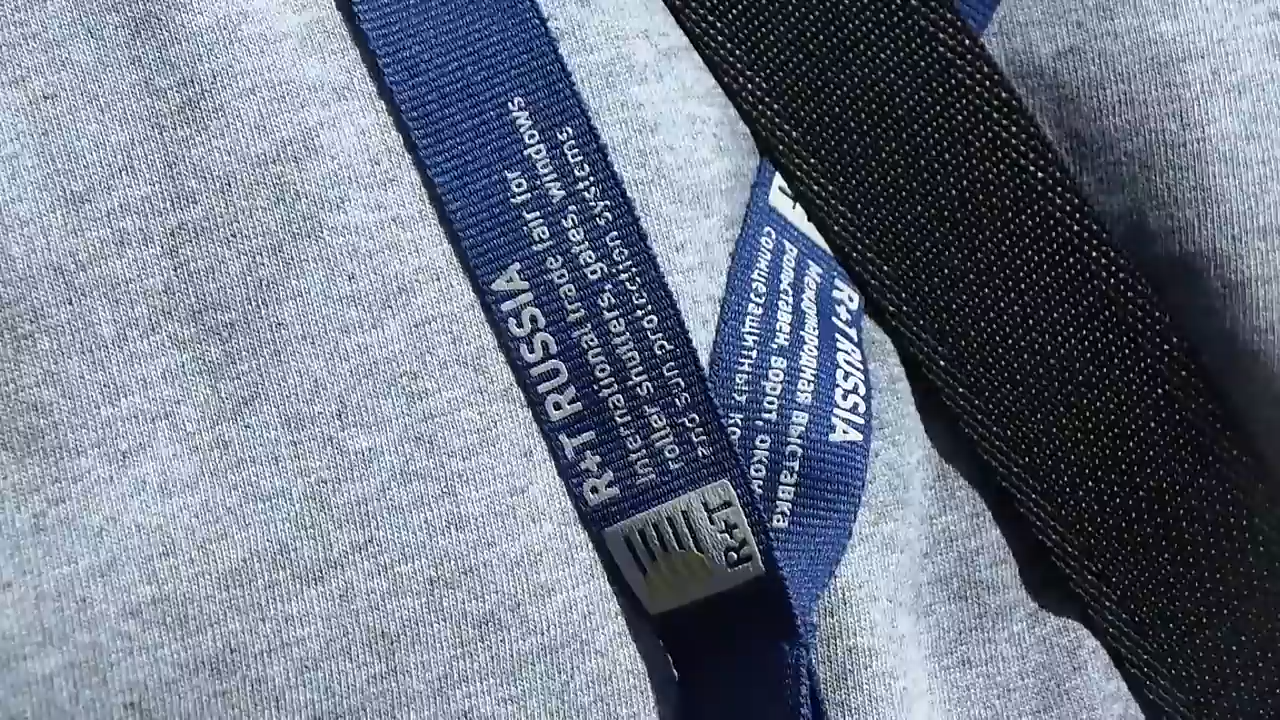 R+T RUSSIA
International trade fair for
roller shutters, gates, windows
and sun protection systems
R+T
R+T RUSSIA
Международная выставка
рольставен, ворот, окон
солнцезащитных